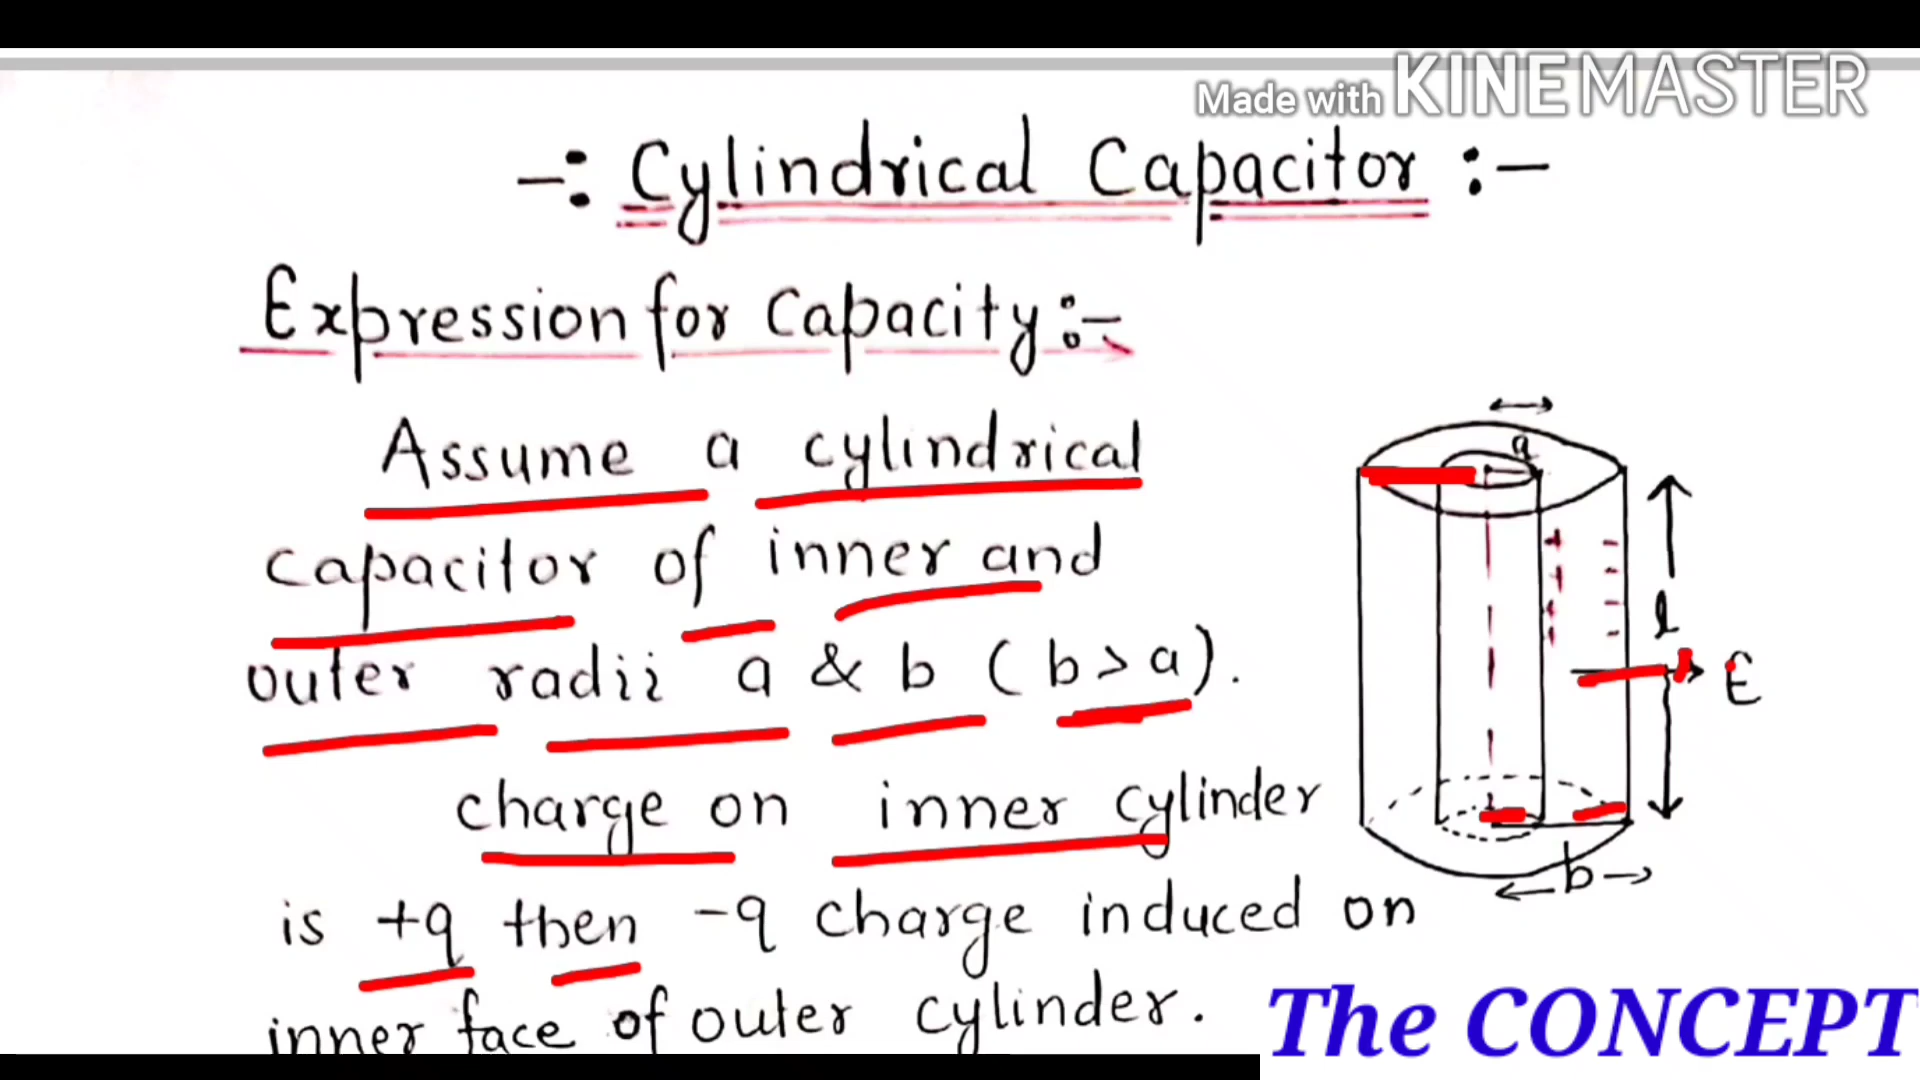 Made with KINEMASTER
-: Cylindrical Capacitor :-
Expression for Capacity :-
Assume a cylindrical
capacitor of inner and
outer radii a & b (b>a).
charge on inner cylinder
is +q then -q charge induced on
inner face of outer cylinder.
a
l
E
b
The CONCEPT